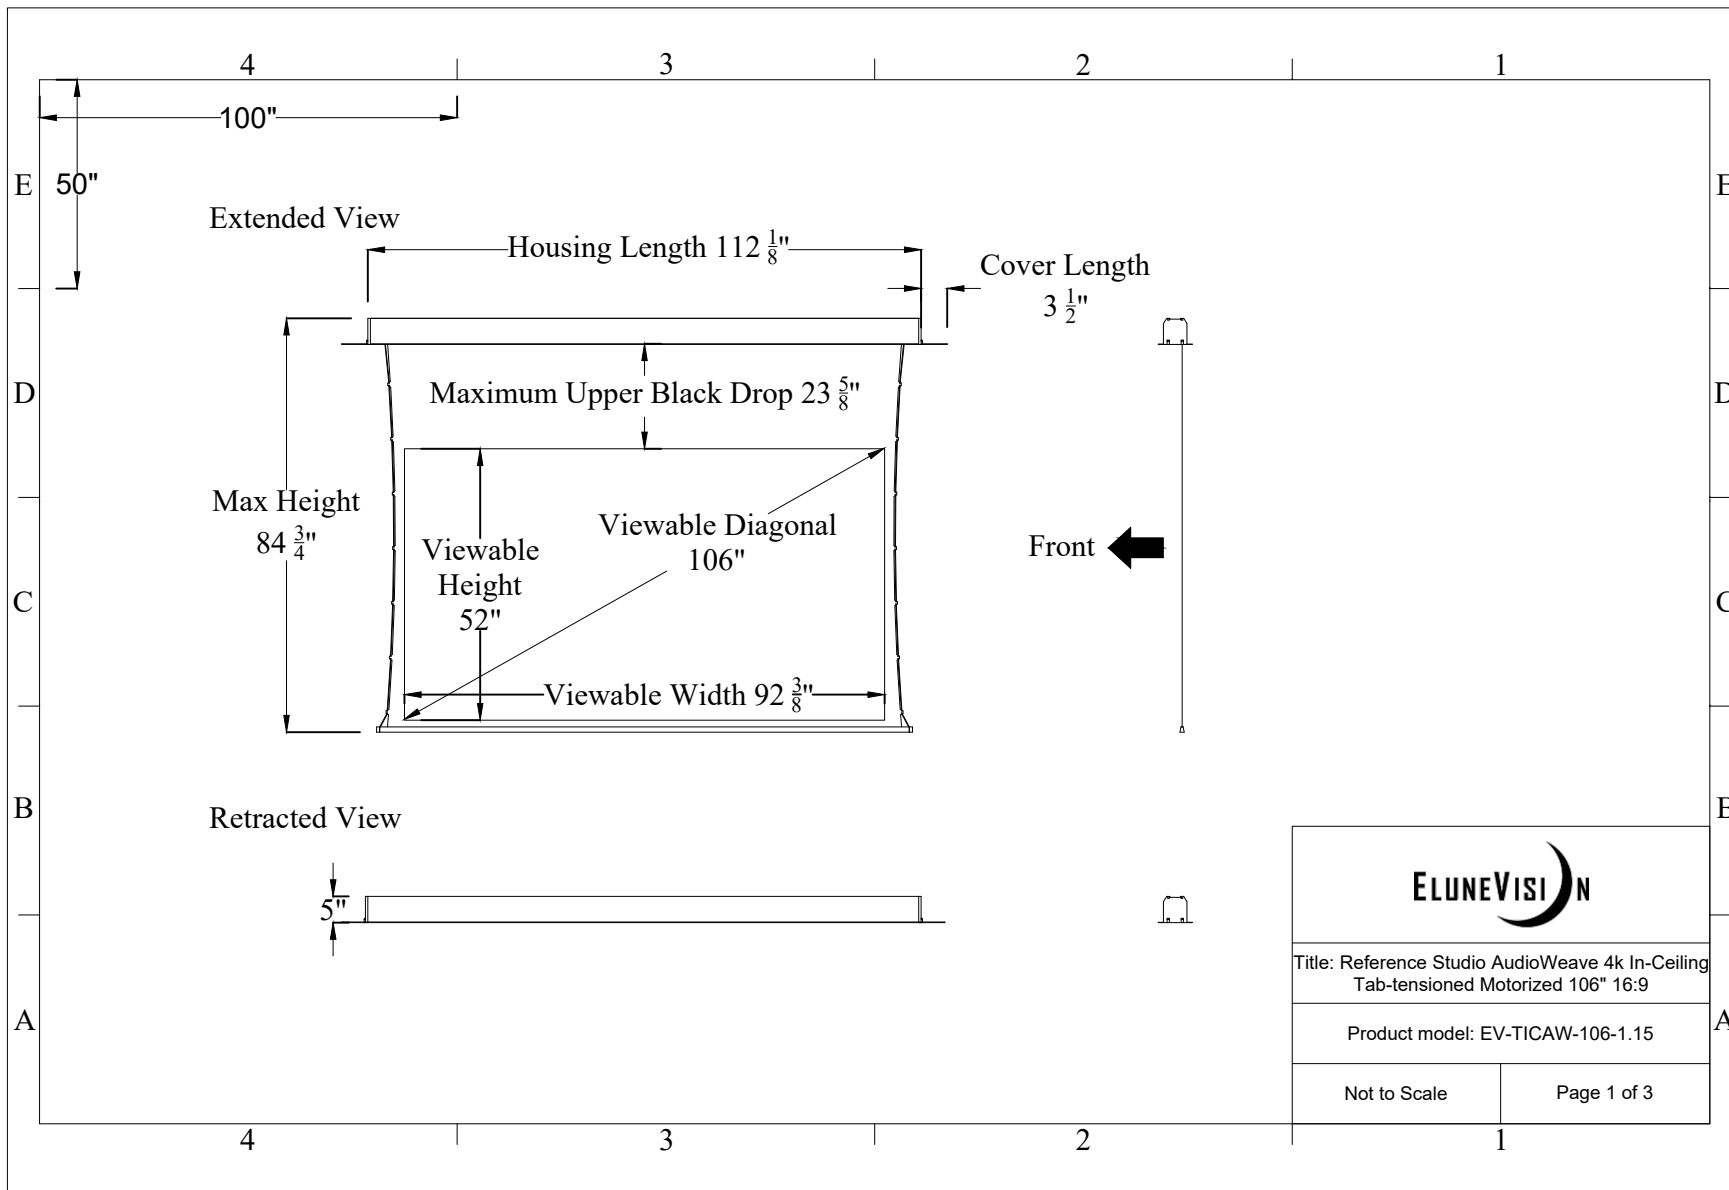 4 3 2 1
100"
E 50" E
Extended View
Housing Length 112 1/8"
Cover Length
3 1/2"
D D
Maximum Upper Black Drop 23 5/8"
Max Height
84 3/4"
Viewable Diagonal
106"
Viewable
Height
52"
Front
C C
Viewable Width 92 3/8"
B B
Retracted View
5"
ELUNEVISION
Title: Reference Studio AudioWeave 4k In-Ceiling
Tab-tensioned Motorized 106" 16:9
A A
Product model: EV-TICAW-106-1.15
Not to Scale Page 1 of 3
4 3 2 1